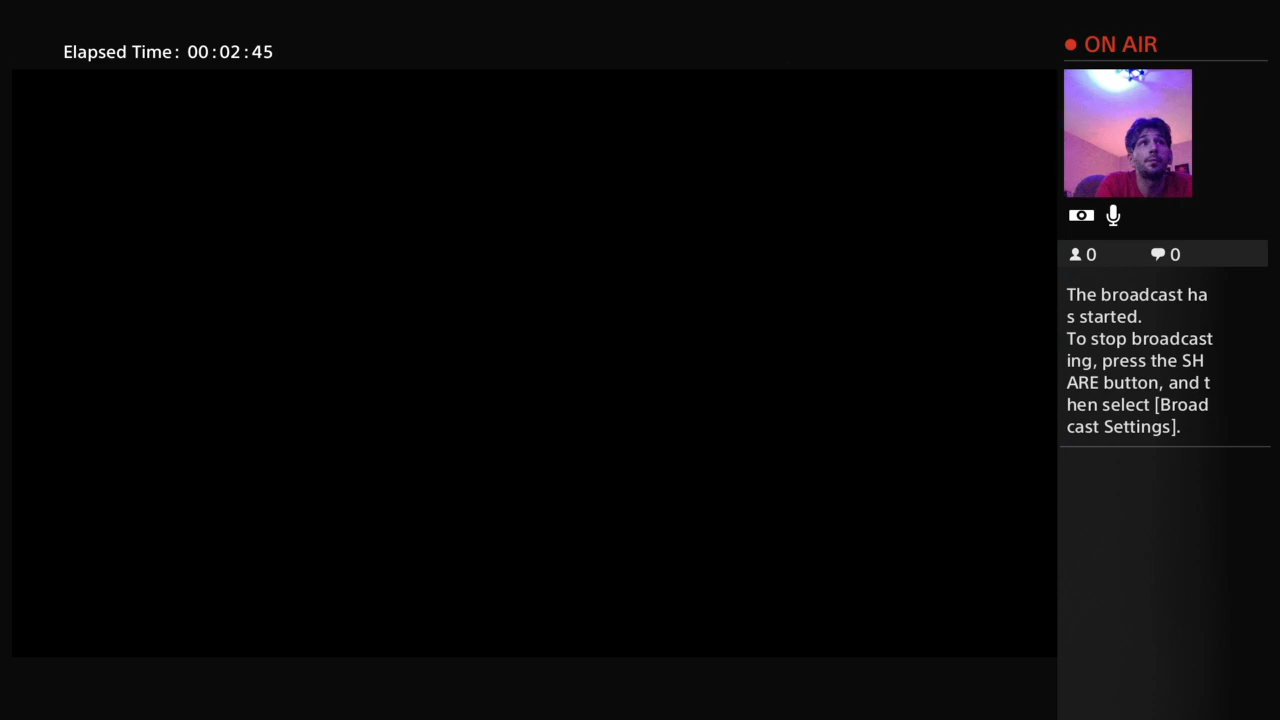 Elapsed Time: 00:02:45
ON AIR
0
0
The broadcast ha
s started.
To stop broadcast
ing, press the SH
ARE button, and t
hen select [Broad
cast Settings].